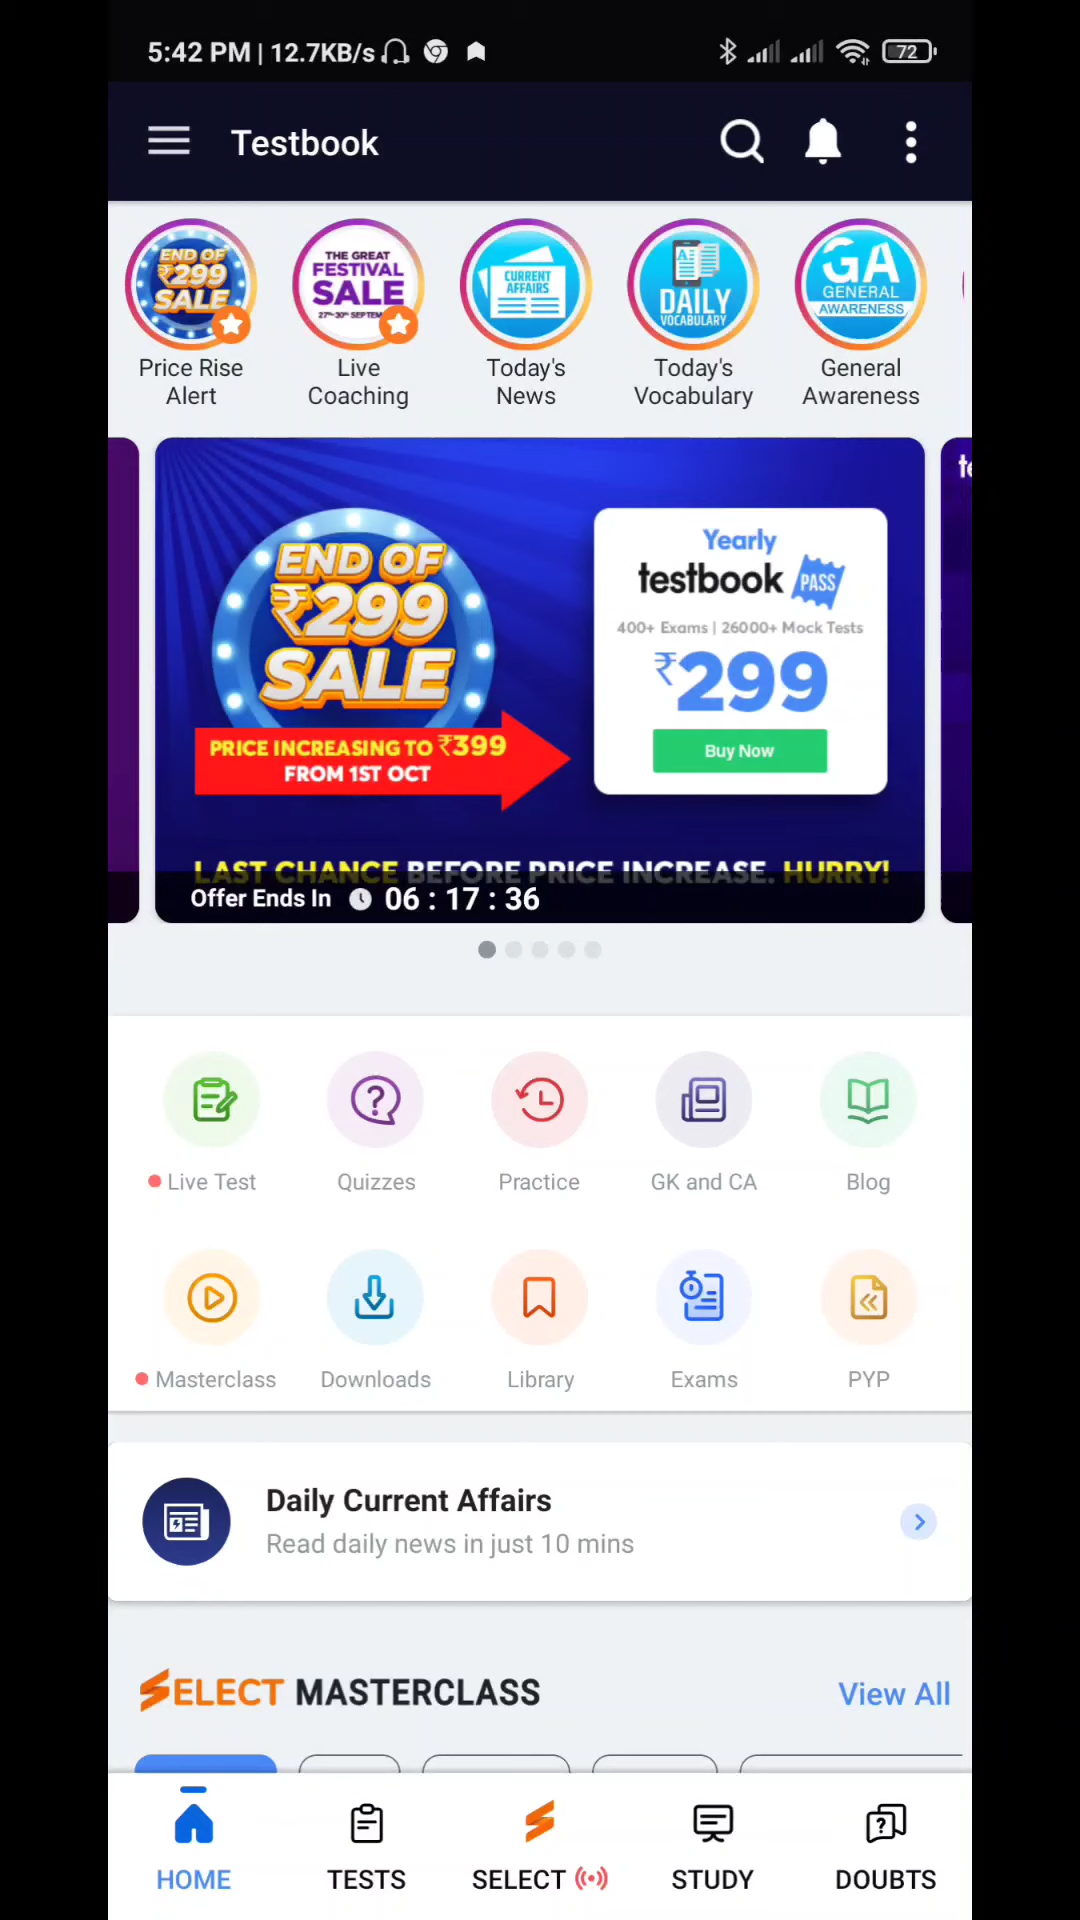 5:42 PM | 12.7KB/s
72
Testbook
END OF
₹299
SALE
THE GREAT
FESTIVAL
SALE
CURRENT
AFFAIRS
DAILY
VOCABULARY
GA
GENERAL
AWARENESS
Price Rise
Alert
Live
Coaching
Today's
News
Today's
Vocabulary
General
Awareness
END OF
₹299
SALE
PRICE INCREASING TO ₹399
FROM 1ST OCT
Yearly
testbook PASS
400+ Exams | 26000+ Mock Tests
₹299
Buy Now
LAST CHANCE BEFORE PRICE INCREASE. HURRY!
Offer Ends In 06 : 17 : 36
Live Test
Quizzes
Practice
GK and CA
Blog
Masterclass
Downloads
Library
Exams
PYP
Daily Current Affairs
Read daily news in just 10 mins
SELECT MASTERCLASS
View All
HOME
TESTS
SELECT
STUDY
DOUBTS